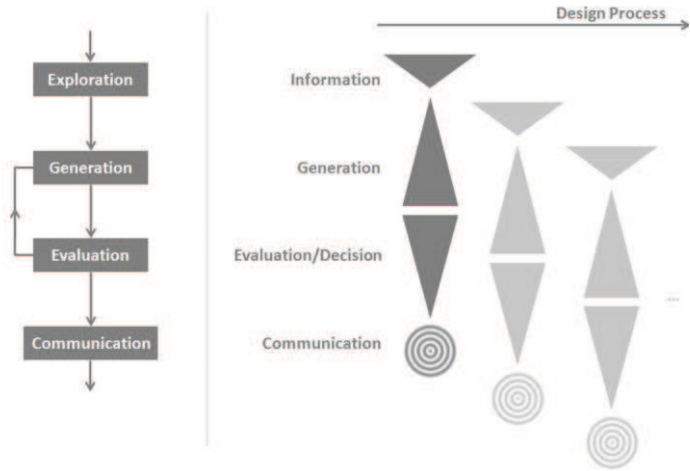 Exploration
Generation
Evaluation
Communication
Design Process
Information
Generation
Evaluation/Decision
Communication
...